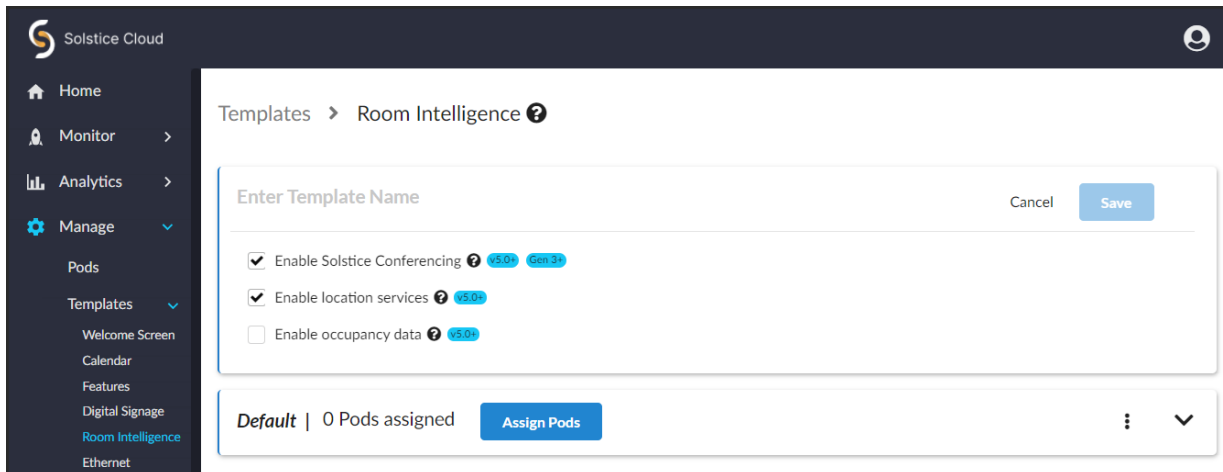 Solstice Cloud
Home
Monitor
Analytics
Manage
Pods
Templates
Welcome Screen
Calendar
Features
Digital Signage
Room Intelligence
Ethernet
Templates > Room Intelligence ?
Enter Template Name
Cancel
Save
Enable Solstice Conferencing ? v5.0+ Gen 3+
Enable location services ? v5.0+
Enable occupancy data ? v5.0+
Default | 0 Pods assigned
Assign Pods